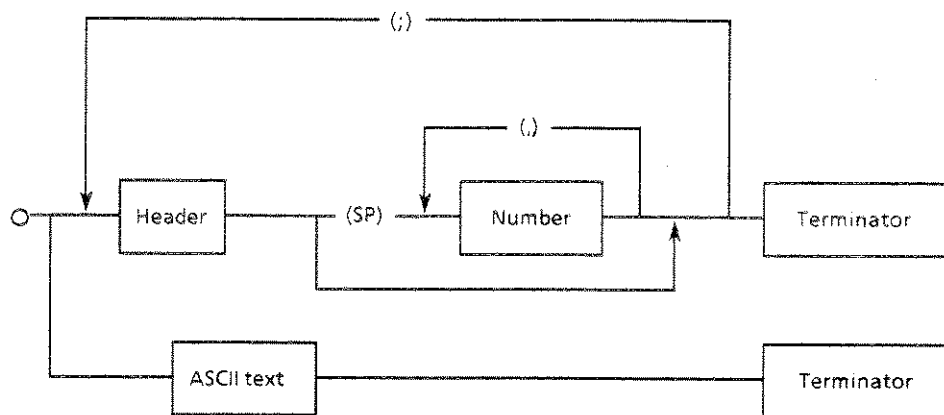 (;)
(,)
Header (SP) Number Terminator
ASCII text Terminator